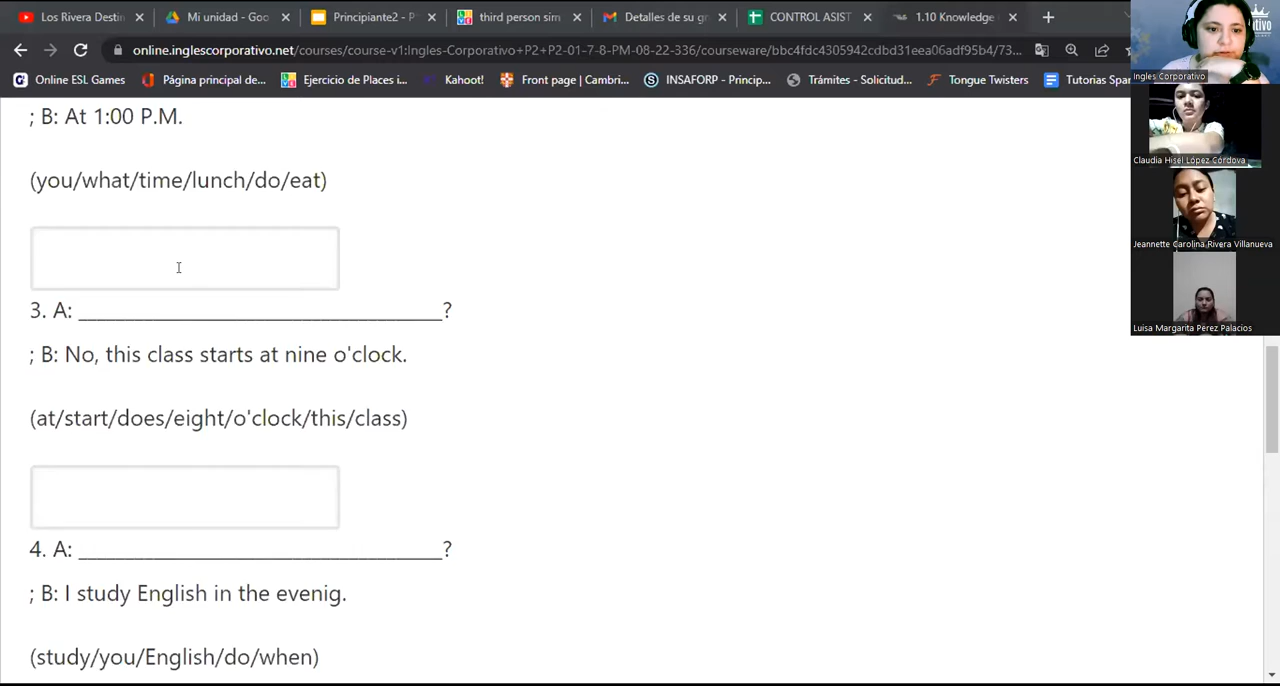 Los Rivera Destin
Mi unidad - Goo
Principiante2 - P
third person sim
Detalles de su gr
CONTROL ASIST
1.10 Knowledge
online.inglescorporativo.net/courses/course-v1:Ingles-Corporativo+P2+P2-01-7-8-PM-08-22-336/courseware/bbc4fdc4305942cdbd31eea06adf95b4/73...
Online ESL Games
Página principal de...
Ejercicio de Places i...
Kahoot!
Front page | Cambri...
INSAFORP - Princip...
Trámites - Solicitud...
Tongue Twisters
Tutorias Spar
Ingles Corporativo
Claudia Hisel López Córdova
Jeannette Carolina Rivera Villanueva
Luisa Margarita Pérez Palacios
; B: At 1:00 P.M.
(you/what/time/lunch/do/eat)
3. A: ___________________________________?
; B: No, this class starts at nine o'clock.
(at/start/does/eight/o'clock/this/class)
4. A: ___________________________________?
; B: I study English in the evenig.
(study/you/English/do/when)